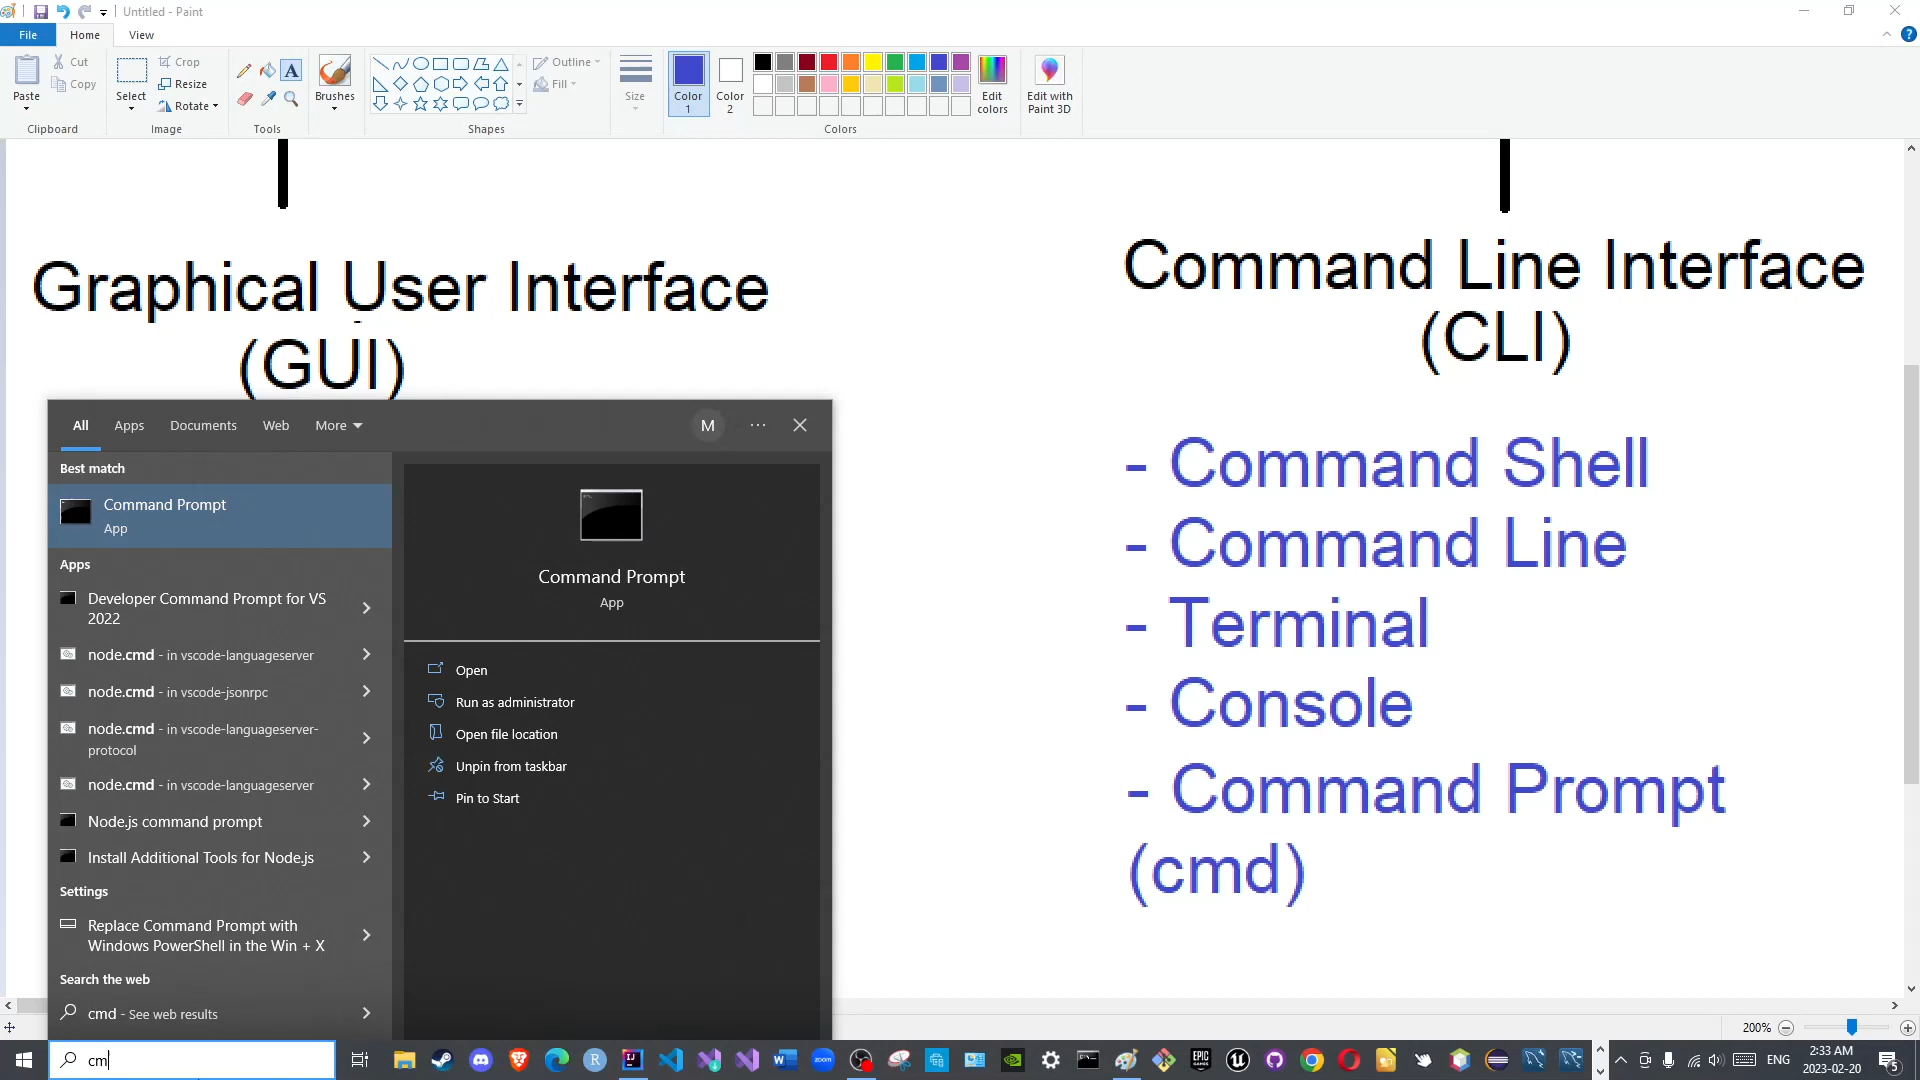 Untitled - Paint
File
Home
View
Paste
Cut
Copy
Clipboard
Select
Crop
Resize
Rotate
Image
A
Tools
Brushes
Shapes
Outline
Fill
Size
Color 1
Color 2
Edit colors
Edit with Paint 3D
Colors
Graphical User Interface
(GUI)
Command Line Interface
(CLI)
- Command Shell
- Command Line
- Terminal
- Console
- Command Prompt
(cmd)
All
Apps
Documents
Web
More
M
Best match
Command Prompt
App
Apps
Developer Command Prompt for VS
2022
node.cmd - in vscode-languageserver
node.cmd - in vscode-jsonrpc
node.cmd - in vscode-languageserver-
protocol
node.cmd - in vscode-languageserver
Node.js command prompt
Install Additional Tools for Node.js
Settings
Replace Command Prompt with
Windows PowerShell in the Win + X
Search the web
cmd - See web results
Command Prompt
App
Open
Run as administrator
Open file location
Unpin from taskbar
Pin to Start
200%
cm
ENG
2:33 AM
2023-02-20
5